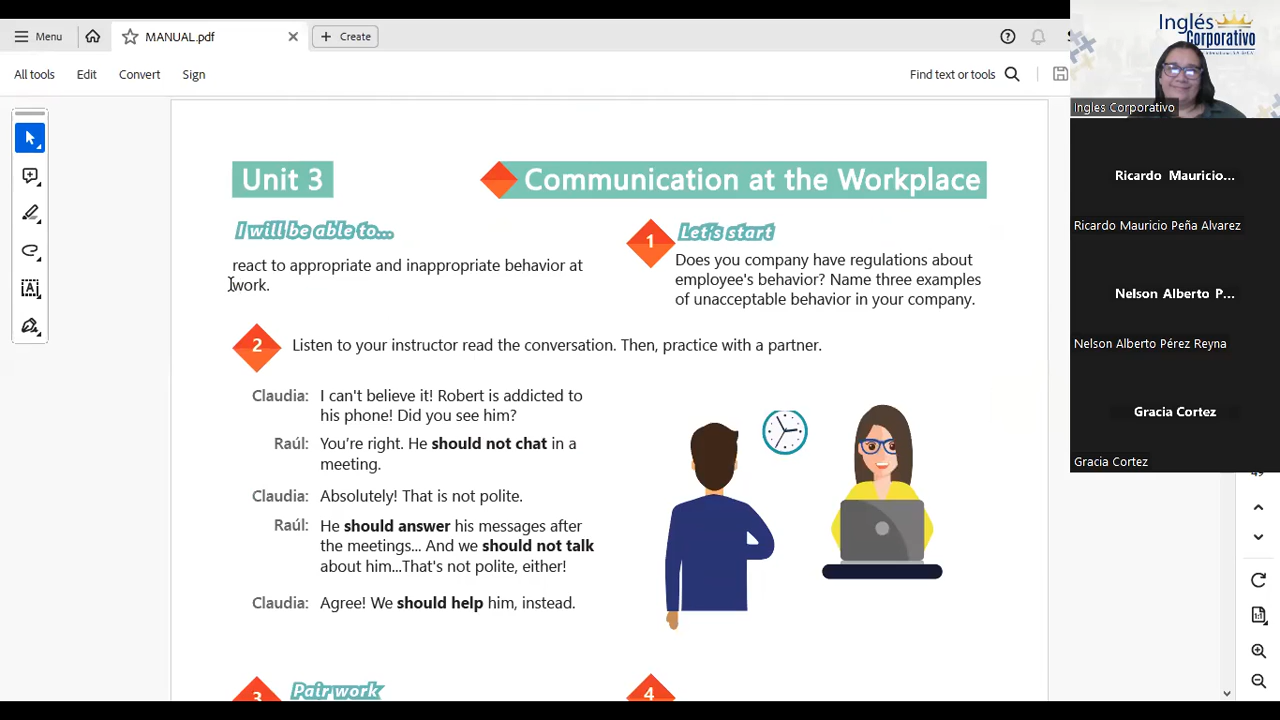 Menu
MANUAL.pdf
Create
All tools
Edit
Convert
Sign
Find text or tools
Unit 3
Communication at the Workplace
I will be able to...
react to appropriate and inappropriate behavior at
work.
1
Let's start
Does you company have regulations about
employee's behavior? Name three examples
of unacceptable behavior in your company.
2
Listen to your instructor read the conversation. Then, practice with a partner.
Claudia: I can't believe it! Robert is addicted to
his phone! Did you see him?
Raúl: You're right. He should not chat in a
meeting.
Claudia: Absolutely! That is not polite.
Raúl: He should answer his messages after
the meetings... And we should not talk
about him...That's not polite, either!
Claudia: Agree! We should help him, instead.
3
Pair work
4
Inglés
Corporativo
Ingles Corporativo
Ricardo Mauricio...
Ricardo Mauricio Peña Alvarez
Nelson Alberto P...
Nelson Alberto Pérez Reyna
Gracia Cortez
Gracia Cortez